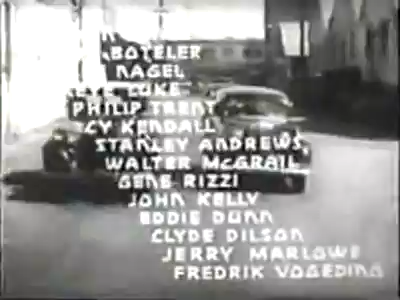 BOTELER
NAGEL
LUKE
PHILIP TRENT
CY KENDALL
STANLEY ANDREWS
WALTER McGRAIL
GENE RIZZI
JOHN KELLY
EDDIE DUNN
CLYDE DILSON
JERRY MARLOWE
FREDRIK VOGEDING